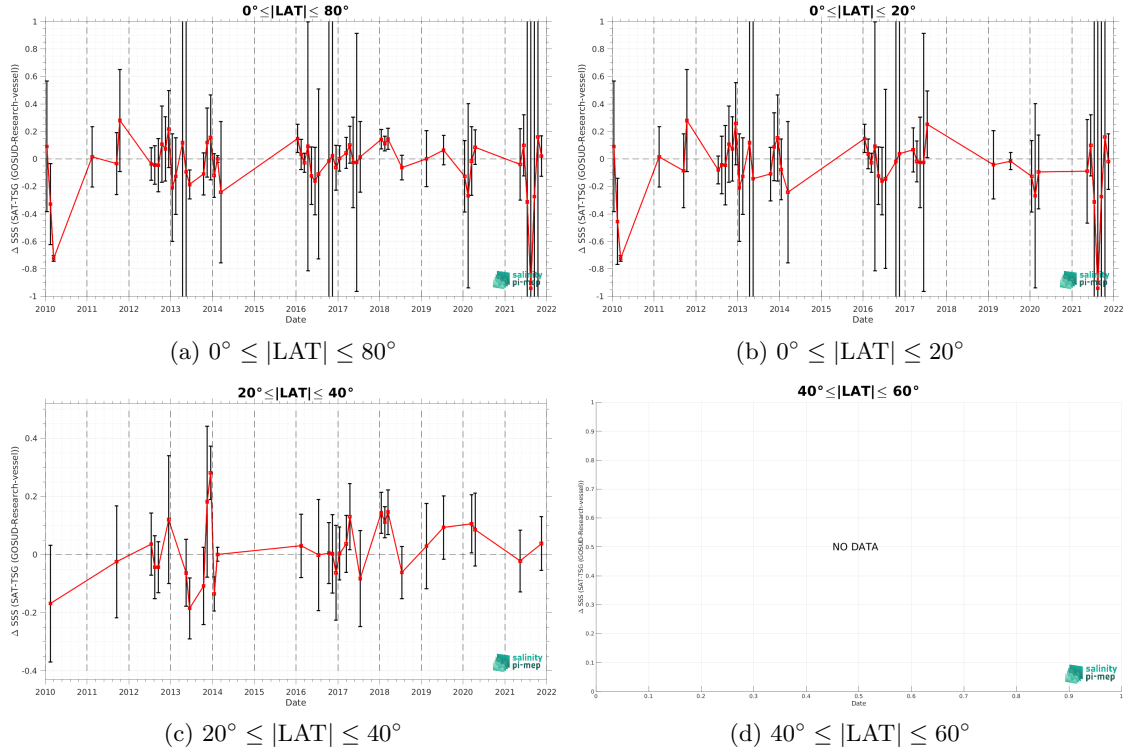 0°≤|LAT|≤ 80°
Δ SSS (SAT-TSG (GOSUD-Research-vessel))
1
0.8
0.6
0.4
0.2
0
-0.2
-0.4
-0.6
-0.8
-1
2010 2011 2012 2013 2014 2015 2016 2017 2018 2019 2020 2021 2022
Date
salinity
pi-mep
(a) 0° ≤ |LAT| ≤ 80°
0°≤|LAT|≤ 20°
Δ SSS (SAT-TSG (GOSUD-Research-vessel))
1
0.8
0.6
0.4
0.2
0
-0.2
-0.4
-0.6
-0.8
-1
2010 2011 2012 2013 2014 2015 2016 2017 2018 2019 2020 2021 2022
Date
salinity
pi-mep
(b) 0° ≤ |LAT| ≤ 20°
20°≤|LAT|≤ 40°
Δ SSS (SAT-TSG (GOSUD-Research-vessel))
0.4
0.2
0
-0.2
-0.4
2010 2011 2012 2013 2014 2015 2016 2017 2018 2019 2020 2021 2022
Date
salinity
pi-mep
(c) 20° ≤ |LAT| ≤ 40°
40°≤|LAT|≤ 60°
Δ SSS (SAT-TSG (GOSUD-Research-vessel))
1
0.9
0.8
0.7
0.6
0.5
0.4
0.3
0.2
0.1
0
NO DATA
0 0.1 0.2 0.3 0.4 0.5 0.6 0.7 0.8 0.9 1
Date
salinity
pi-mep
(d) 40° ≤ |LAT| ≤ 60°